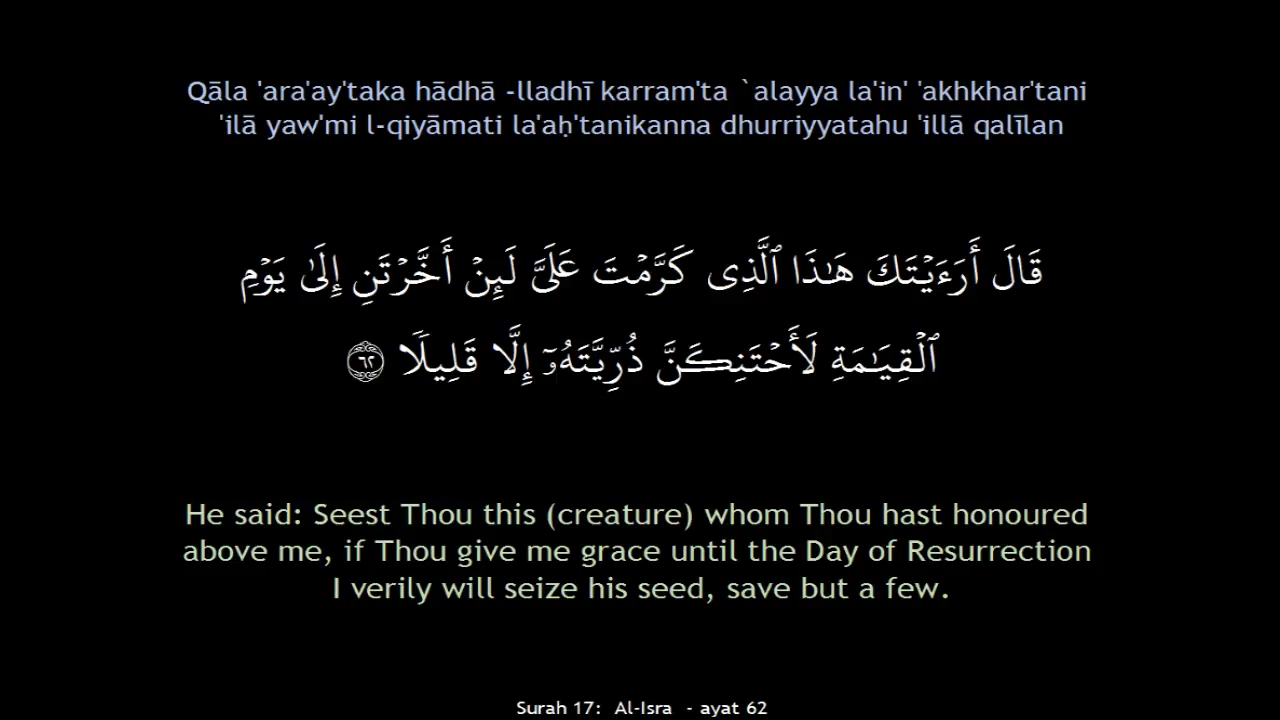 Qāla 'ara'ay'taka hādhā -lladhī karram'ta `alayya la'in' 'akhkhar'tani
'ilā yaw'mi l-qiyāmati la'aḥ'tanikanna dhurriyyatahu 'illā qalīlan
قَالَ أَرَءَيۡتَكَ هَٰذَا ٱلَّذِى كَرَّمۡتَ عَلَىَّ لَئِنۡ أَخَّرۡتَنِ إِلَىٰ يَوۡمِ
ٱلۡقِيَٰمَةِ لَأَحۡتَنِكَنَّ ذُرِّيَّتَهُۥٓ إِلَّا قَلِيلًا ٦٢
He said: Seest Thou this (creature) whom Thou hast honoured
above me, if Thou give me grace until the Day of Resurrection
I verily will seize his seed, save but a few.
Surah 17: Al-Isra - ayat 62